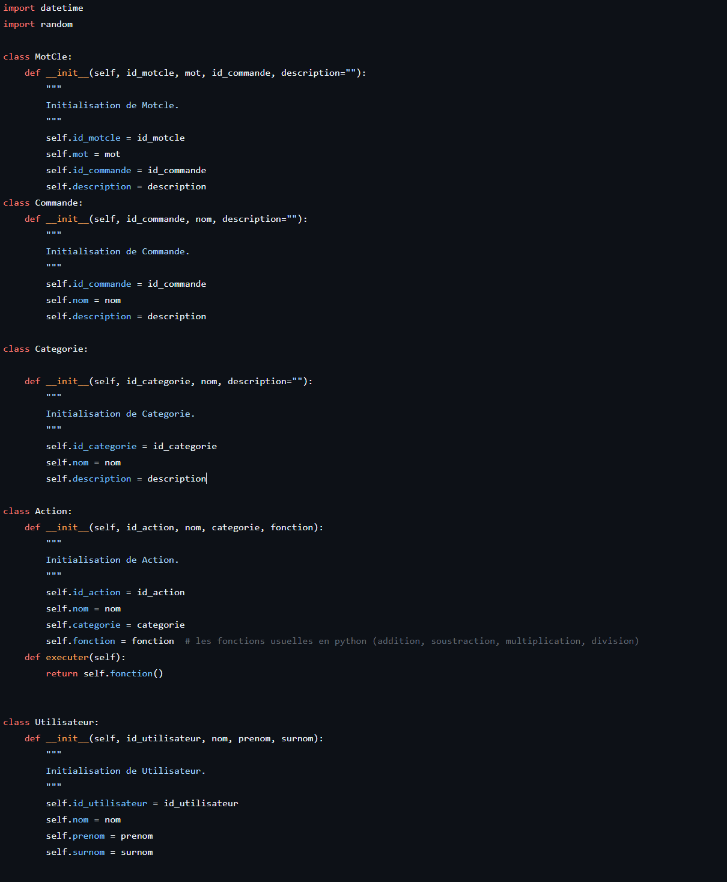 import datetime
import random
class MotCle:
    def __init__(self, id_motcle, mot, id_commande, description=""):
        """
        Initialisation de Motcle.
        """
        self.id_motcle = id_motcle
        self.mot = mot
        self.id_commande = id_commande
        self.description = description
class Commande:
    def __init__(self, id_commande, nom, description=""):
        """
        Initialisation de Commande.
        """
        self.id_commande = id_commande
        self.nom = nom
        self.description = description
class Categorie:
    def __init__(self, id_categorie, nom, description=""):
        """
        Initialisation de Categorie.
        """
        self.id_categorie = id_categorie
        self.nom = nom
        self.description = description
class Action:
    def __init__(self, id_action, nom, categorie, fonction):
        """
        Initialisation de Action.
        """
        self.id_action = id_action
        self.nom = nom
        self.categorie = categorie
        self.fonction = fonction  # les fonctions usuelles en python (addition, soustraction, multiplication, division)
    def executer(self):
        return self.fonction()
class Utilisateur:
    def __init__(self, id_utilisateur, nom, prenom, surnom):
        """
        Initialisation de Utilisateur.
        """
        self.id_utilisateur = id_utilisateur
        self.nom = nom
        self.prenom = prenom
        self.surnom = surnom